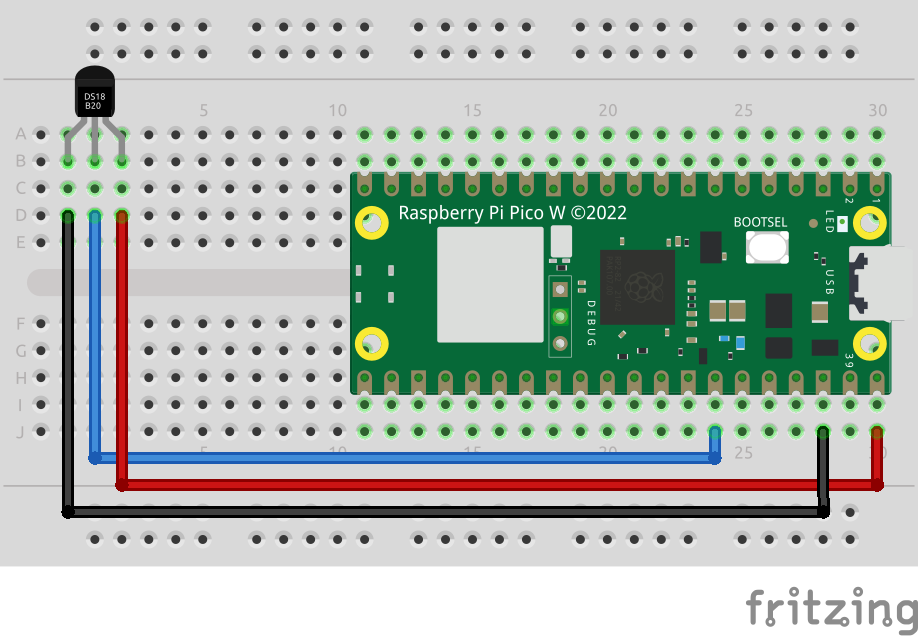 5 10 15 20 25 30
DS18
B20
A
B
C
D
E
F
G
H
I
J
2 1
Raspberry Pi Pico W ©2022
BOOTSEL
LED
USB
DEBUG
39
5 10 15 20 25 30
fritzing